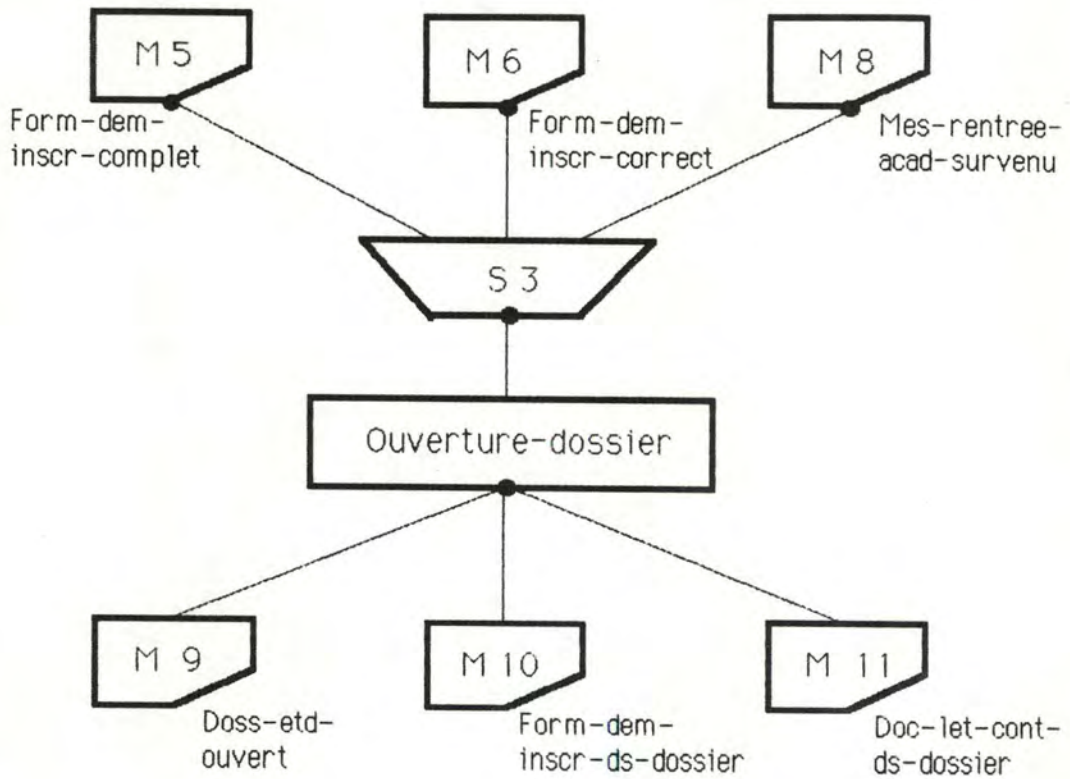 M 5
Form-dem-
inscr-complet
M 6
Form-dem-
inscr-correct
M 8
Mes-rentree-
acad-survenu
S 3
Ouverture-dossier
M 9
Doss-etd-
ouvert
M 10
Form-dem-
inscr-ds-dossier
M 11
Doc-let-cont-
ds-dossier